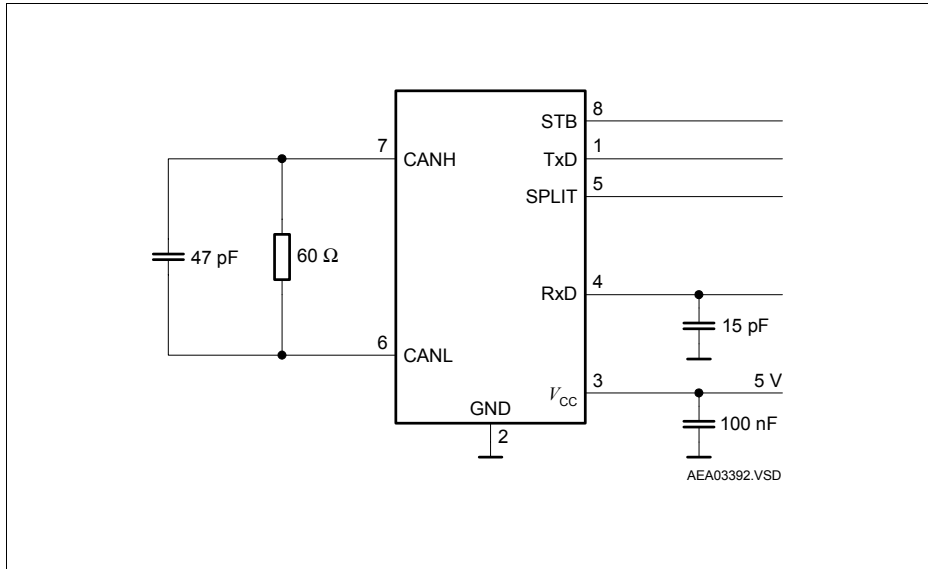 8
STB
7
1
CANH
TxD
5
SPLIT
47 pF
60 Ω
4
RxD
15 pF
6
CANL
3
5 V
VCC
GND
100 nF
2
AEA03392.VSD